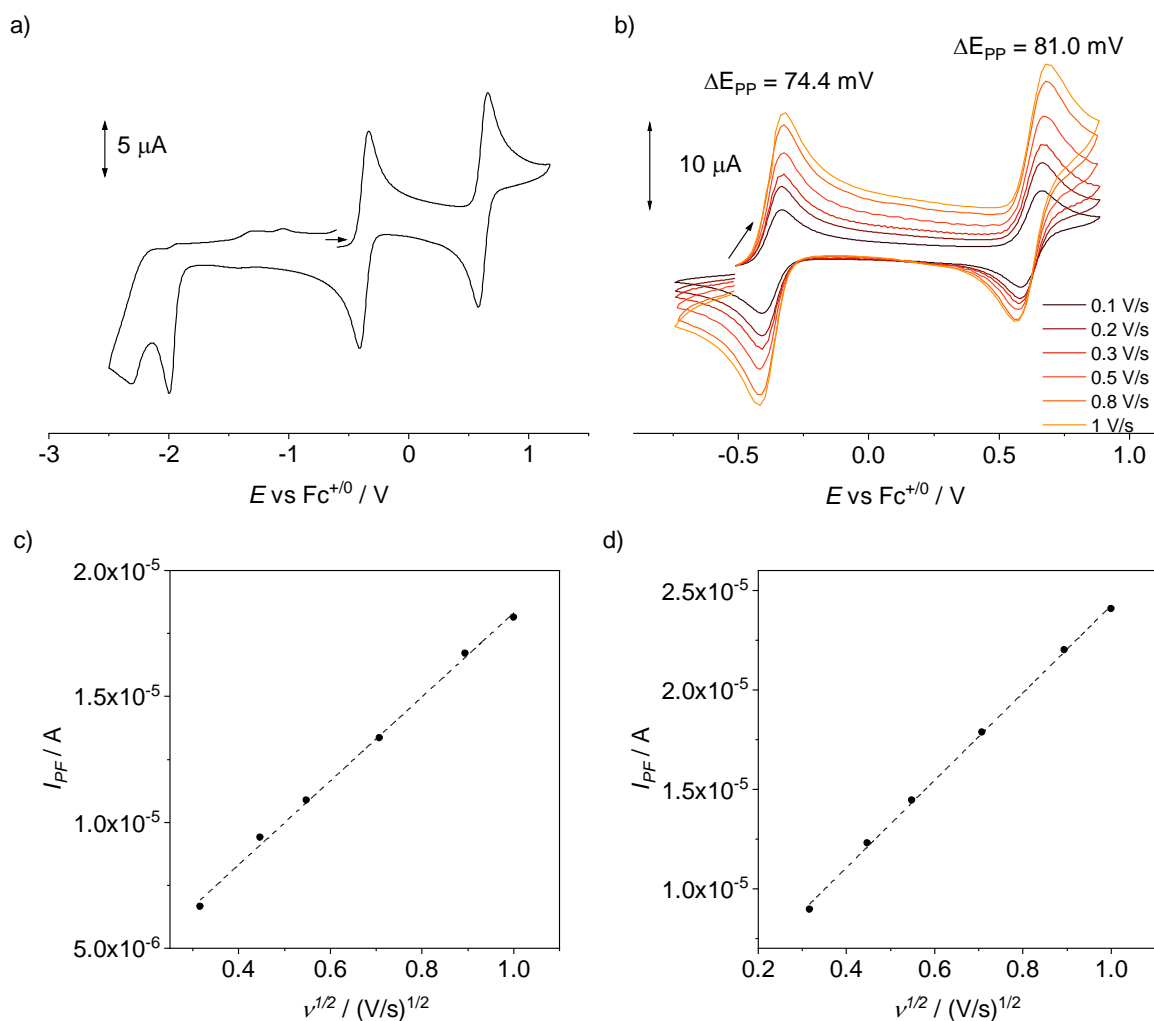 a)
5 μA
-3 -2 -1 0 1
E vs Fc+/0 / V
b)
ΔEPP = 74.4 mV
ΔEPP = 81.0 mV
10 μA
0.1 V/s
0.2 V/s
0.3 V/s
0.5 V/s
0.8 V/s
1 V/s
-0.5 0.0 0.5 1.0
E vs Fc+/0 / V
c)
2.0x10-5
1.5x10-5
1.0x10-5
5.0x10-6
IPF / A
0.4 0.6 0.8 1.0
ν1/2 / (V/s)1/2
d)
2.5x10-5
2.0x10-5
1.5x10-5
1.0x10-5
IPF / A
0.2 0.4 0.6 0.8 1.0
ν1/2 / (V/s)1/2